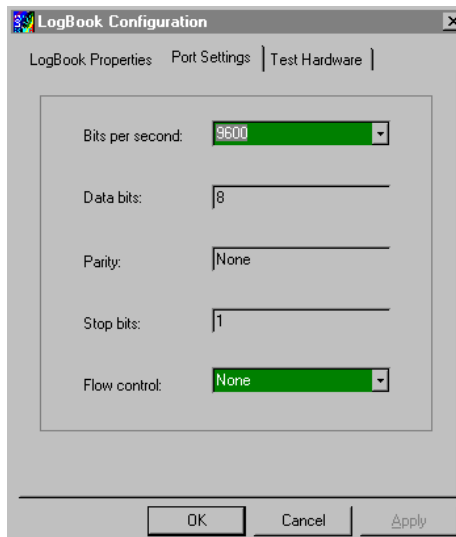 LogBook Configuration
LogBook Properties Port Settings Test Hardware
Bits per second: 9600
Data bits: 8
Parity: None
Stop bits: 1
Flow control: None
OK Cancel Apply